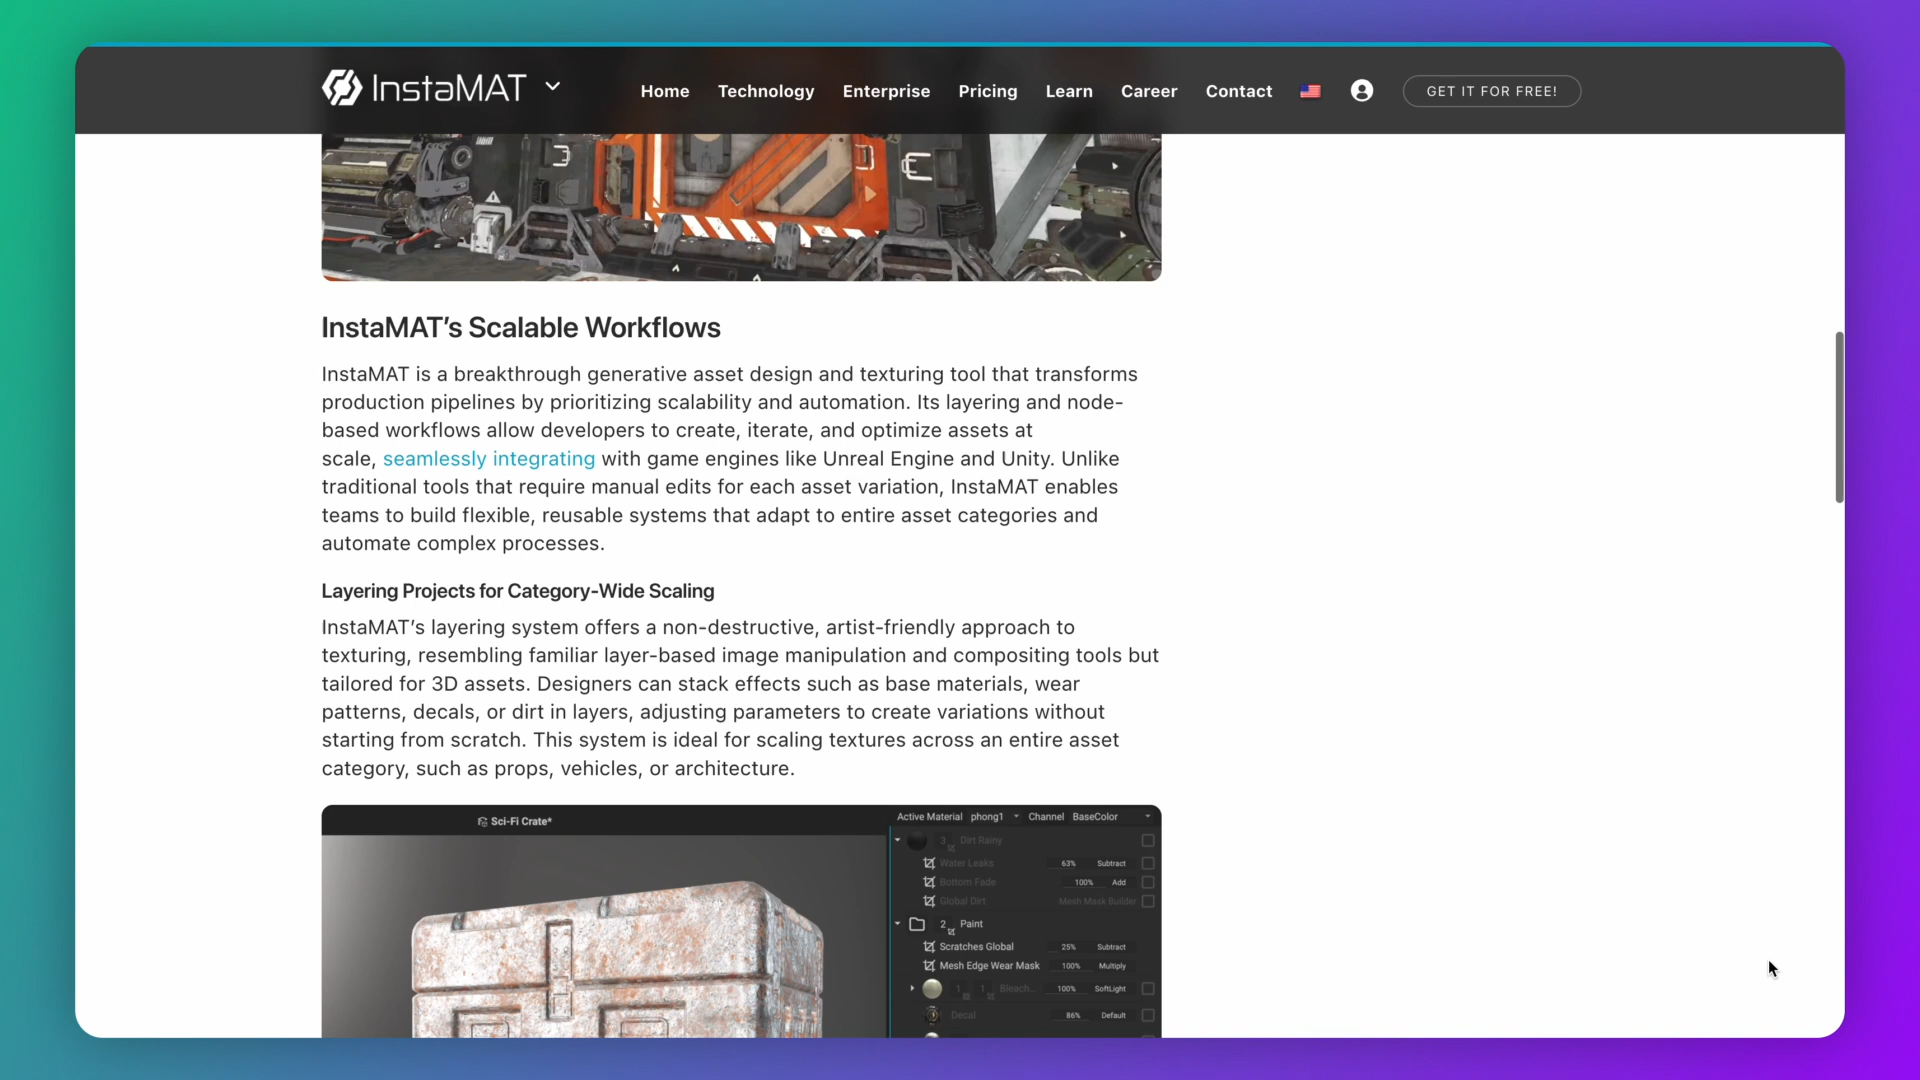 InstaMAT
Home Technology Enterprise Pricing Learn Career Contact GET IT FOR FREE!
InstaMAT’s Scalable Workflows
InstaMAT is a breakthrough generative asset design and texturing tool that transforms
production pipelines by prioritizing scalability and automation. Its layering and node-
based workflows allow developers to create, iterate, and optimize assets at
scale, seamlessly integrating with game engines like Unreal Engine and Unity. Unlike
traditional tools that require manual edits for each asset variation, InstaMAT enables
teams to build flexible, reusable systems that adapt to entire asset categories and
automate complex processes.
Layering Projects for Category-Wide Scaling
InstaMAT’s layering system offers a non-destructive, artist-friendly approach to
texturing, resembling familiar layer-based image manipulation and compositing tools but
tailored for 3D assets. Designers can stack effects such as base materials, wear
patterns, decals, or dirt in layers, adjusting parameters to create variations without
starting from scratch. This system is ideal for scaling textures across an entire asset
category, such as props, vehicles, or architecture.
Sci-Fi Crate*
Active Material phong1 Channel BaseColor
3 Dirt Rainy
Water Leaks 63% Subtract
Bottom Fade 100% Add
Global Dirt Mesh Mask Builder
2 Paint
Scratches Global 25% Subtract
Mesh Edge Wear Mask 100% Multiply
1 1 Bleach... 100% SoftLight
Decal 86% Default